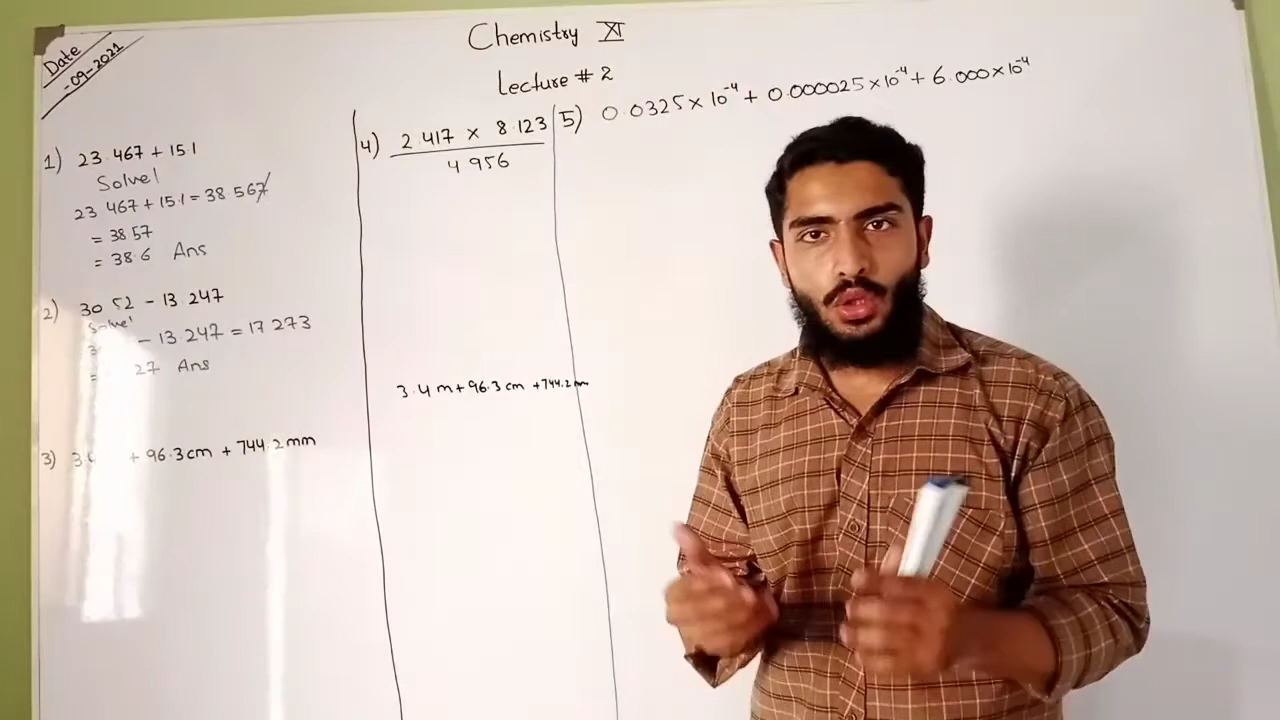 Date
-09-2021
Chemistry XI
Lecture # 2
1) 23.467 + 15.1
Solve!
23 467 + 15.1 = 38 567
= 38 57
= 38.6 Ans
2) 30 52 - 13.247
Solve!
- 13.247 = 17 273
= 27 Ans
3) 3. + 96.3 cm + 744.2 mm
4) 2.417 x 8.123
4 956
3.4 m + 96.3 cm + 744.2 mm
5) 0.0325 x 10⁻⁴ + 0.000025 x 10⁻⁴ + 6.000 x 10⁻⁴